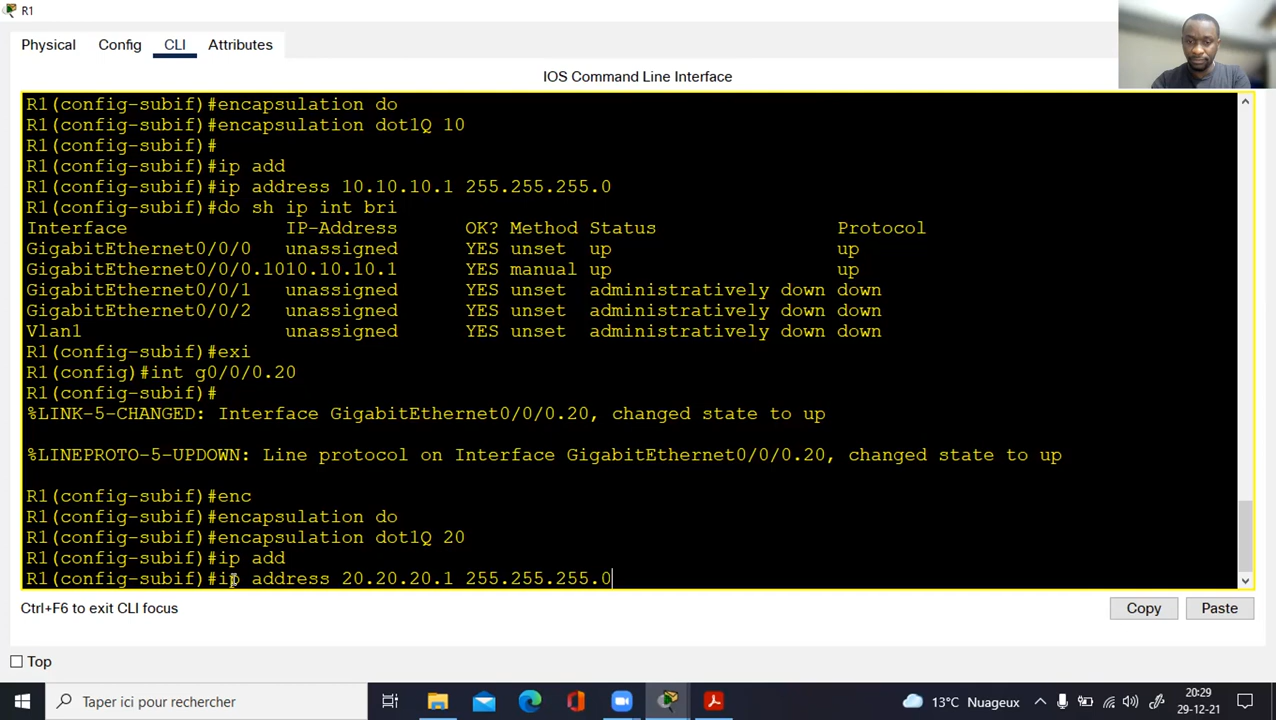 R1
Physical Config CLI Attributes
IOS Command Line Interface
R1(config-subif)#encapsulation do
R1(config-subif)#encapsulation dot1Q 10
R1(config-subif)#
R1(config-subif)#ip add
R1(config-subif)#ip address 10.10.10.1 255.255.255.0
R1(config-subif)#do sh ip int bri
Interface IP-Address OK? Method Status Protocol
GigabitEthernet0/0/0 unassigned YES unset up up
GigabitEthernet0/0/0.1010.10.10.1 YES manual up up
GigabitEthernet0/0/1 unassigned YES unset administratively down down
GigabitEthernet0/0/2 unassigned YES unset administratively down down
Vlan1 unassigned YES unset administratively down down
R1(config-subif)#exi
R1(config)#int g0/0/0.20
R1(config-subif)#
%LINK-5-CHANGED: Interface GigabitEthernet0/0/0.20, changed state to up
%LINEPROTO-5-UPDOWN: Line protocol on Interface GigabitEthernet0/0/0.20, changed state to up
R1(config-subif)#enc
R1(config-subif)#encapsulation do
R1(config-subif)#encapsulation dot1Q 20
R1(config-subif)#ip add
R1(config-subif)#ip address 20.20.20.1 255.255.255.0
Ctrl+F6 to exit CLI focus
Copy Paste
Top
Taper ici pour rechercher
13°C Nuageux
20:29
29-12-21